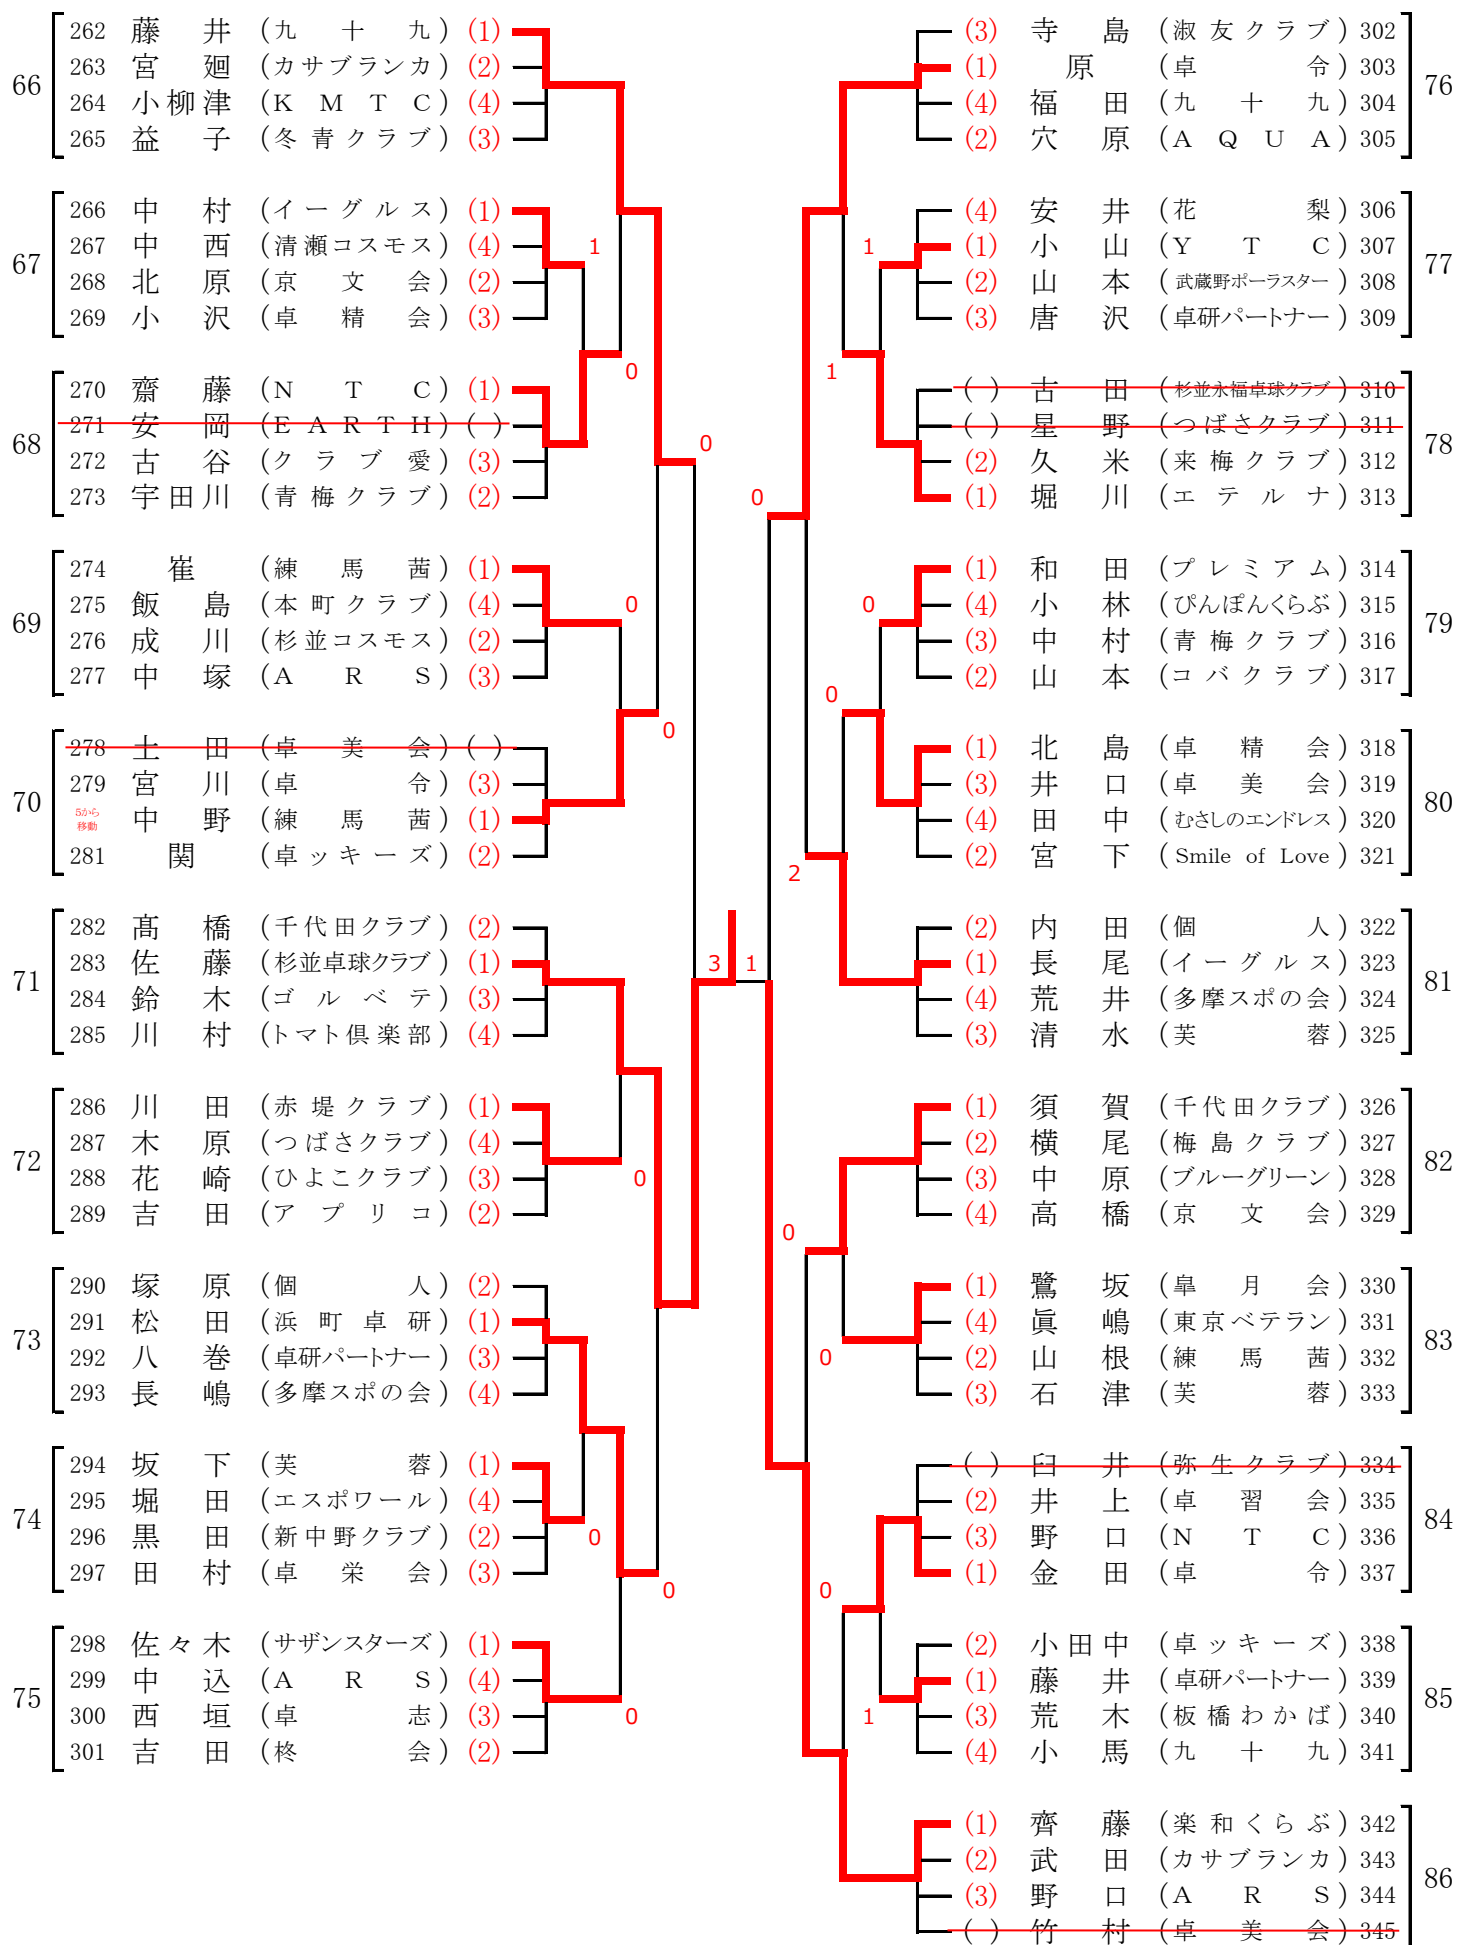 66
262 藤井 (九十九) (1)
263 宮廻 (カサブランカ) (2)
264 小柳津 (KMTC) (4)
265 益子 (冬青クラブ) (3)
67
266 中村 (イーグルス) (1)
267 中西 (清瀬コスモス) (4)
268 北原 (京文会) (2)
269 小沢 (卓精会) (3)
68
270 齋藤 (NTC) (1)
271 安岡 (EARTH) ( )
272 古谷 (クラブ愛) (3)
273 宇田川 (青梅クラブ) (2)
69
274 崔 (練馬茜) (1)
275 飯島 (本町クラブ) (4)
276 成川 (杉並コスモス) (2)
277 中塚 (ARS) (3)
70
278 土田 (卓美会) ( )
279 宮川 (卓令) (3)
5から
移動
中野 (練馬茜) (1)
281 関 (卓ッキーズ) (2)
71
282 髙橋 (千代田クラブ) (2)
283 佐藤 (杉並卓球クラブ) (1)
284 鈴木 (ゴルベテ) (3)
285 川村 (トマト倶楽部) (4)
72
286 川田 (赤堤クラブ) (1)
287 木原 (つばさクラブ) (4)
288 花崎 (ひよこクラブ) (3)
289 吉田 (アプリコ) (2)
73
290 塚原 (個人) (2)
291 松田 (浜町卓研) (1)
292 八巻 (卓研パートナー) (3)
293 長嶋 (多摩スポの会) (4)
74
294 坂下 (芙蓉) (1)
295 堀田 (エスポワール) (4)
296 黒田 (新中野クラブ) (2)
297 田村 (卓栄会) (3)
75
298 佐々木 (サザンスターズ) (1)
299 中込 (ARS) (4)
300 西垣 (卓志) (3)
301 吉田 (柊会) (2)
1
0
0
0
0
0
0
0
0
3
1
0
1
1
0
0
2
0
0
0
1
(3) 寺島 (淑友クラブ) 302
(1) 原 (卓令) 303
(4) 福田 (九十九) 304
(2) 穴原 (AQUA) 305
76
(4) 安井 (花梨) 306
(1) 小山 (YTC) 307
(2) 山本 (武蔵野ポーラスター) 308
(3) 唐沢 (卓研パートナー) 309
77
( ) 古田 (杉並永福卓球クラブ) 310
( ) 星野 (つばさクラブ) 311
(2) 久米 (来梅クラブ) 312
(1) 堀川 (エテルナ) 313
78
(1) 和田 (プレミアム) 314
(4) 小林 (ぴんぽんくらぶ) 315
(3) 中村 (青梅クラブ) 316
(2) 山本 (コバクラブ) 317
79
(1) 北島 (卓精会) 318
(3) 井口 (卓美会) 319
(4) 田中 (むさしのエンドレス) 320
(2) 宮下 (Smile of Love) 321
80
(2) 内田 (個人) 322
(1) 長尾 (イーグルス) 323
(4) 荒井 (多摩スポの会) 324
(3) 清水 (芙蓉) 325
81
(1) 須賀 (千代田クラブ) 326
(2) 横尾 (梅島クラブ) 327
(3) 中原 (ブルーグリーン) 328
(4) 高橋 (京文会) 329
82
(1) 鷺坂 (皐月会) 330
(4) 眞嶋 (東京ベテラン) 331
(2) 山根 (練馬茜) 332
(3) 石津 (芙蓉) 333
83
( ) 臼井 (弥生クラブ) 334
(2) 井上 (卓習会) 335
(3) 野口 (NTC) 336
(1) 金田 (卓令) 337
84
(2) 小田中 (卓ッキーズ) 338
(1) 藤井 (卓研パートナー) 339
(3) 荒木 (板橋わかば) 340
(4) 小馬 (九十九) 341
85
(1) 齊藤 (楽和くらぶ) 342
(2) 武田 (カサブランカ) 343
(3) 野口 (ARS) 344
( ) 竹村 (卓美会) 345
86